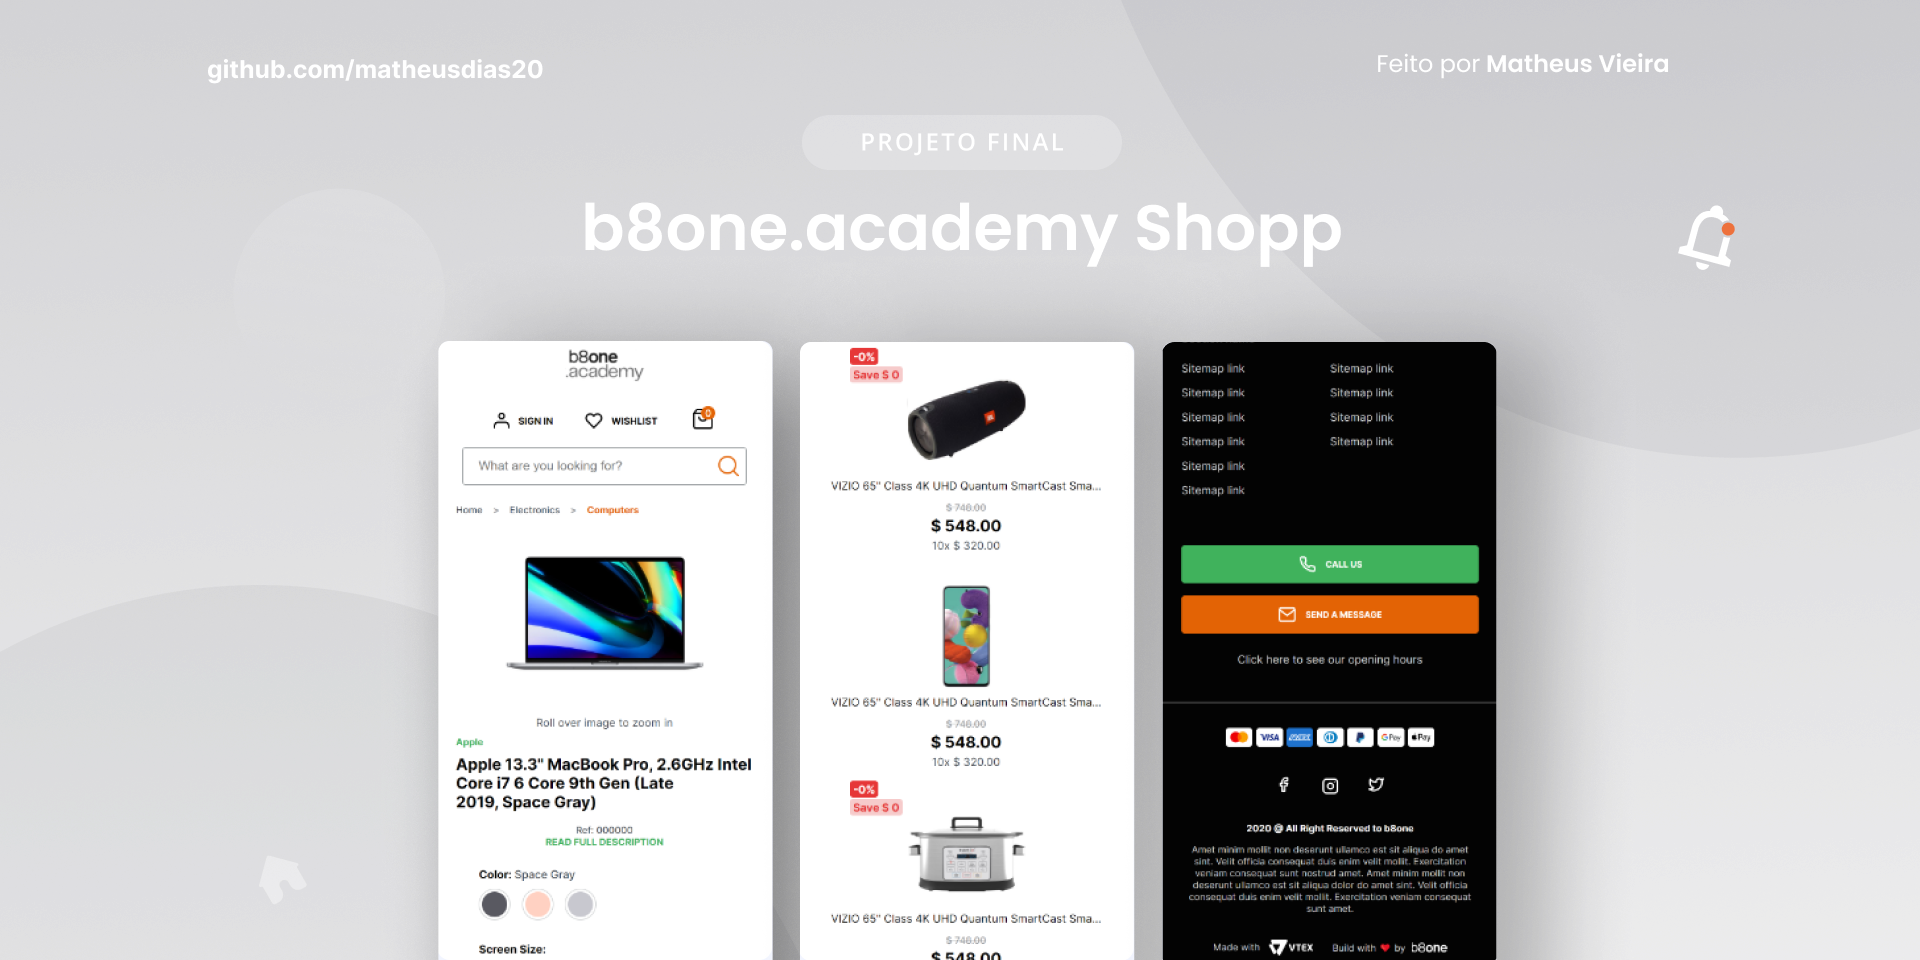 github.com/matheusdias20
Feito por Matheus Vieira
PROJETO FINAL
b8one.academy Shopp
b8one
.academy
SIGN IN
WISHLIST
0
What are you looking for?
Home > Electronics > Computers
Roll over image to zoom in
Apple
Apple 13.3" MacBook Pro, 2.6GHz Intel
Core i7 6 Core 9th Gen (Late
2019, Space Gray)
Ref: 000000
READ FULL DESCRIPTION
Color: Space Gray
Screen Size:
-0%
Save $ 0
JBL
VIZIO 65" Class 4K UHD Quantum SmartCast Sma...
$ 748.00
$ 548.00
10x $ 320.00
VIZIO 65" Class 4K UHD Quantum SmartCast Sma...
$ 748.00
$ 548.00
10x $ 320.00
-0%
Save $ 0
VIZIO 65" Class 4K UHD Quantum SmartCast Sma...
$ 748.00
$ 548.00
Sitemap link
Sitemap link
Sitemap link
Sitemap link
Sitemap link
Sitemap link
Sitemap link
Sitemap link
Sitemap link
Sitemap link
CALL US
SEND A MESSAGE
Click here to see our opening hours
VISA
G Pay
Pay
2020 @ All Right Reserved to b8one
Amet minim mollit non deserunt ullamco est sit aliqua do amet
sint. Velit officia consequat duis enim velit mollit. Exercitation
veniam consequat sunt nostrud amet. Amet minim mollit non
deserunt ullamco est sit aliqua dolor do amet sint. Velit officia
consequat duis enim velit mollit. Exercitation veniam consequat
sunt amet.
Made with VTEX
Build with ❤ by b8one